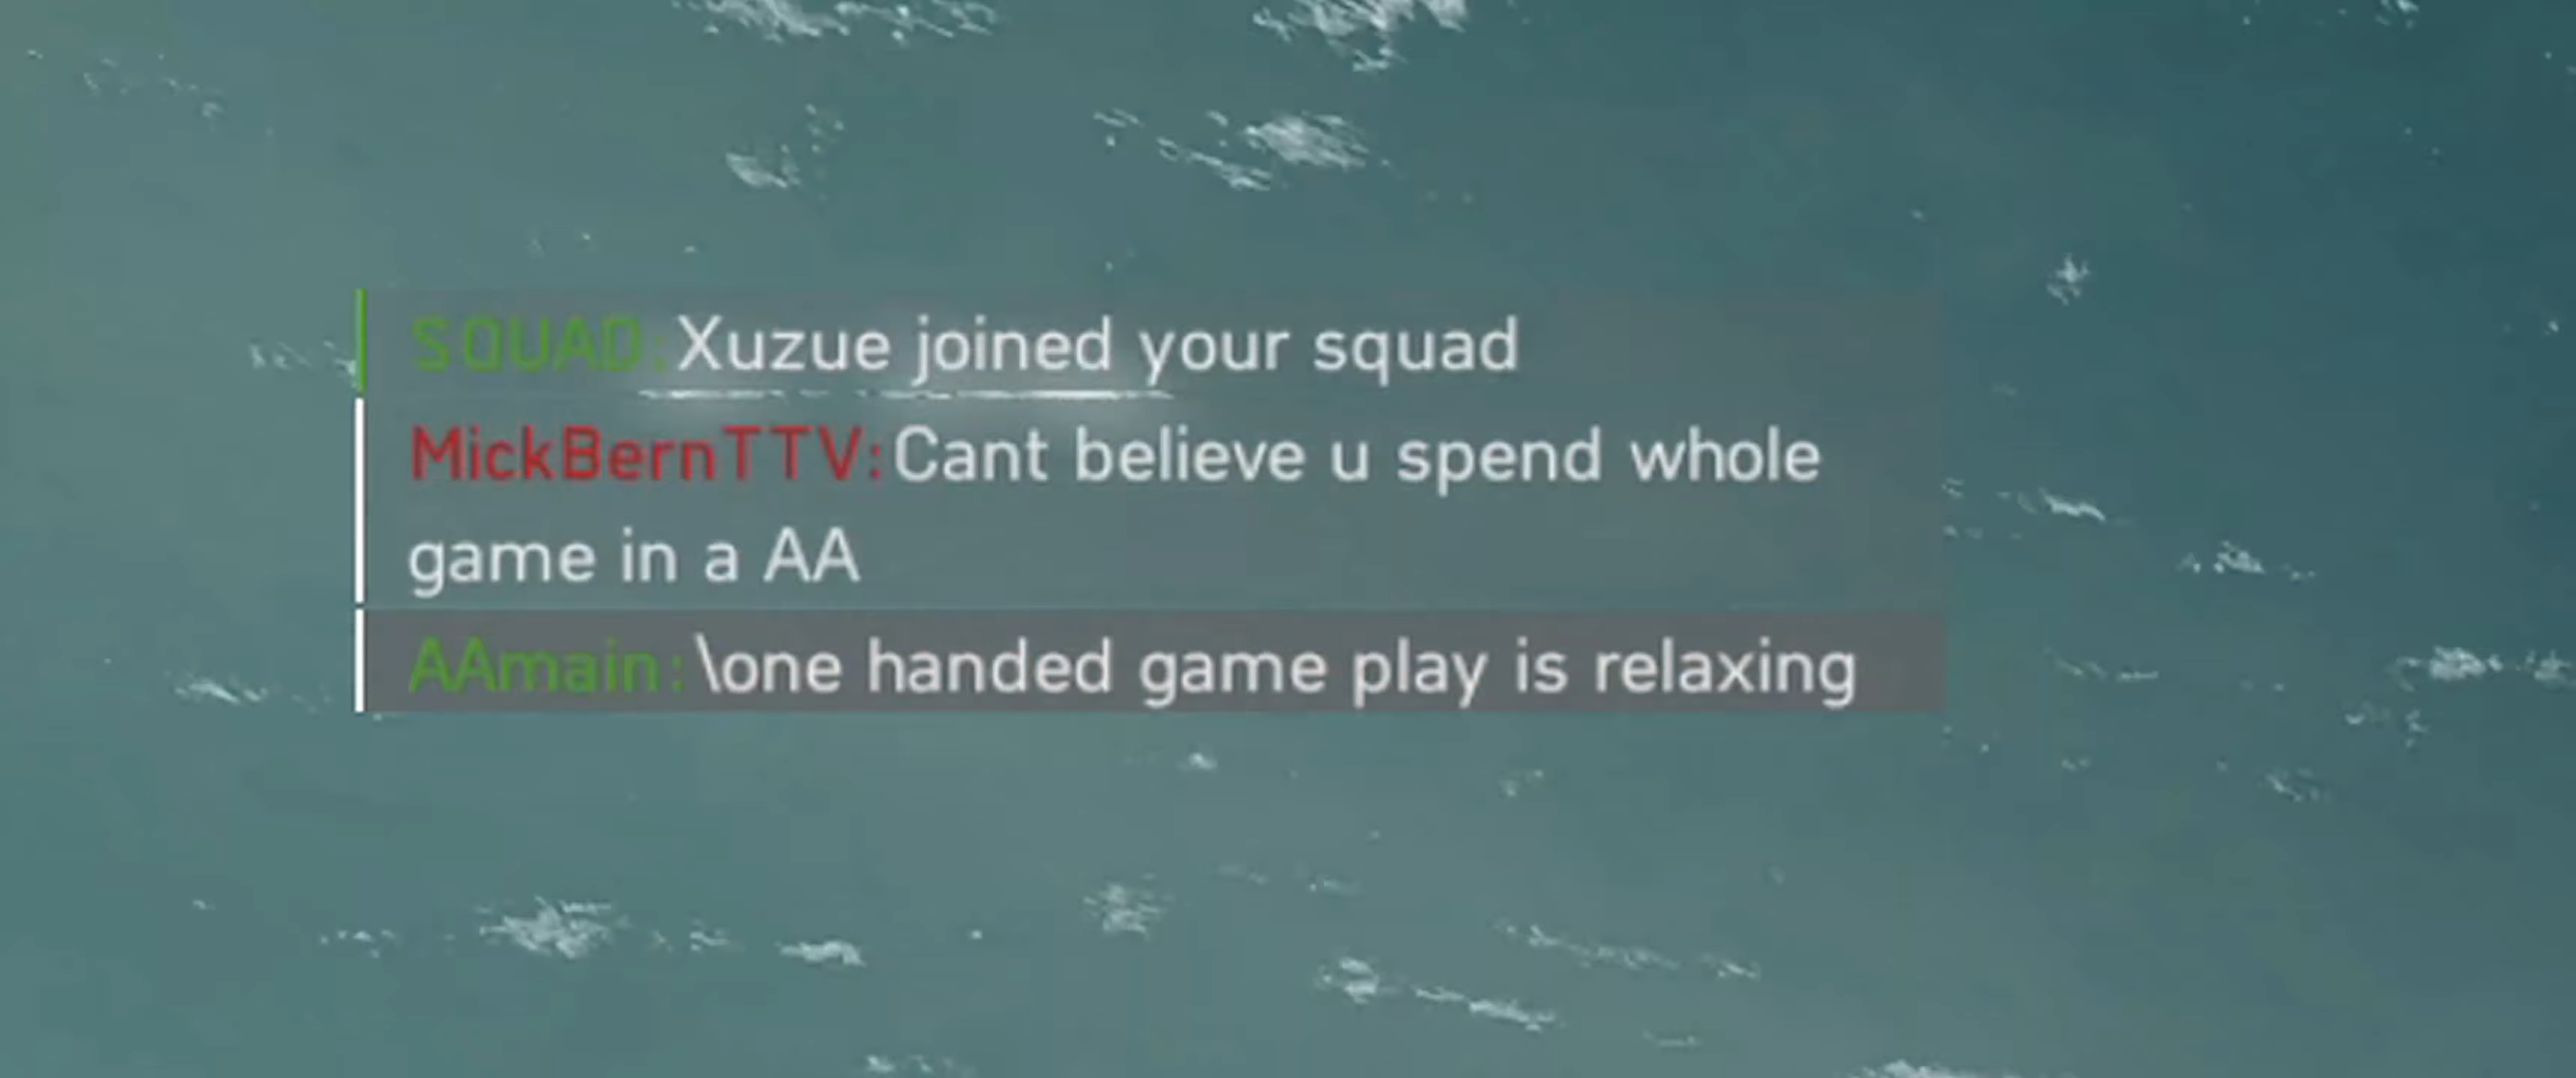 SQUAD:Xuzue joined your squad
MickBernTTV:Cant believe u spend whole
game in a AA
AAmain:\one handed game play is relaxing